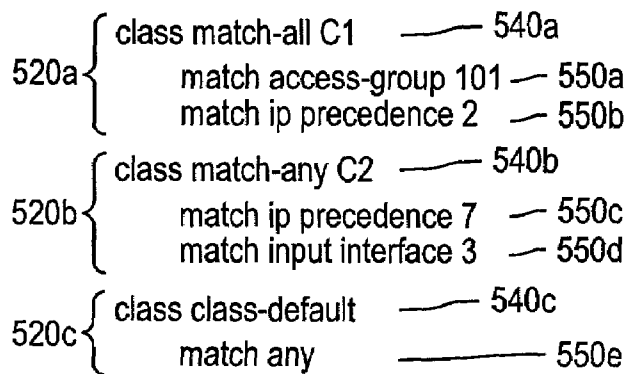 class match-all C1 540a
520a
match access-group 101 550a
match ip precedence 2 550b
class match-any C2 540b
520b
match ip precedence 7 550c
match input interface 3 550d
class class-default 540c
520c
match any 550e